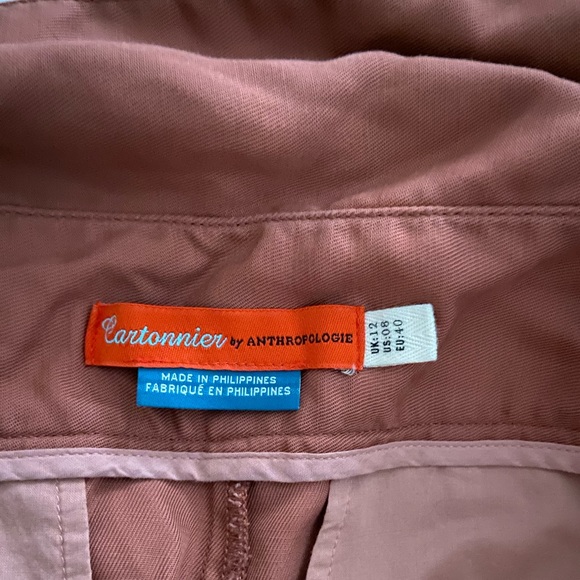 Cartonnier by ANTHROPOLOGIE
UK:12
US:08
EU:40
MADE IN PHILIPPINES
FABRIQUÉ EN PHILIPPINES